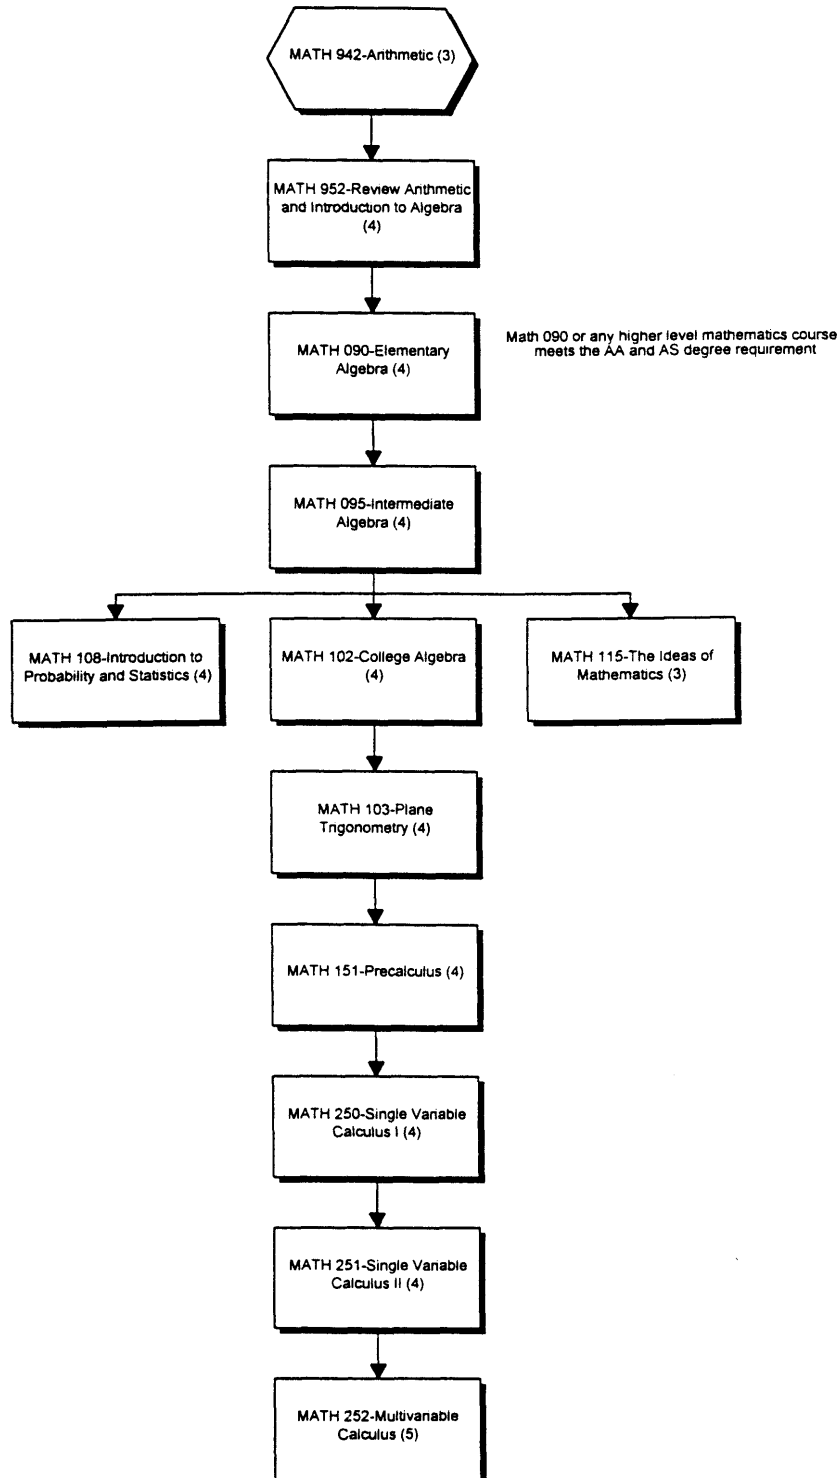 MATH 942-Arithmetic (3)
MATH 952-Review Arithmetic
and Introduction to Algebra
(4)
MATH 090-Elementary
Algebra (4)
Math 090 or any higher level mathematics course
meets the AA and AS degree requirement
MATH 095-Intermediate
Algebra (4)
MATH 108-Introduction to
Probability and Statistics (4)
MATH 102-College Algebra
(4)
MATH 115-The Ideas of
Mathematics (3)
MATH 103-Plane
Trigonometry (4)
MATH 151-Precalculus (4)
MATH 250-Single Variable
Calculus I (4)
MATH 251-Single Variable
Calculus II (4)
MATH 252-Multivariable
Calculus (5)